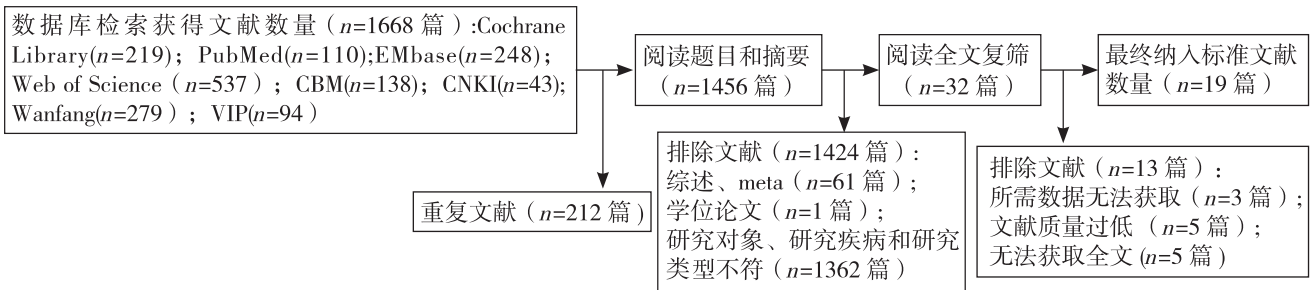 数据库检索获得文献数量（n=1668 篇）:Cochrane
Library(n=219)；PubMed(n=110);EMbase(n=248)；
Web of Science（n=537）；CBM(n=138)；CNKI(n=43);
Wanfang(n=279）；VIP(n=94）
阅读题目和摘要
（n=1456 篇）
阅读全文复筛
（n=32 篇）
最终纳入标准文献
数量（n=19 篇）
重复文献（n=212 篇）
排除文献（n=1424 篇）：
综述、meta（n=61 篇）；
学位论文（n=1 篇）；
研究对象、研究疾病和研究
类型不符（n=1362 篇）
排除文献（n=13 篇）：
所需数据无法获取（n=3 篇）；
文献质量过低 （n=5 篇）；
无法获取全文 (n=5 篇）